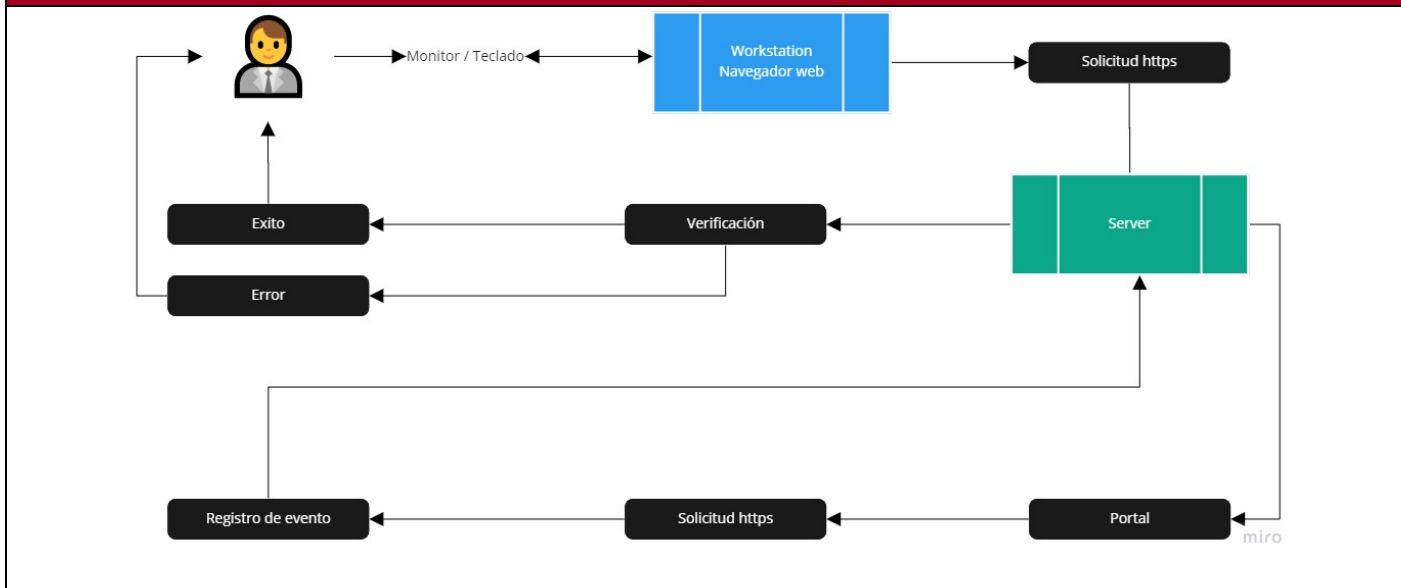 Monitor / Teclado
Workstation
Navegador web
Solicitud https
Exito
Verificación
Server
Error
Registro de evento
Solicitud https
Portal
miro